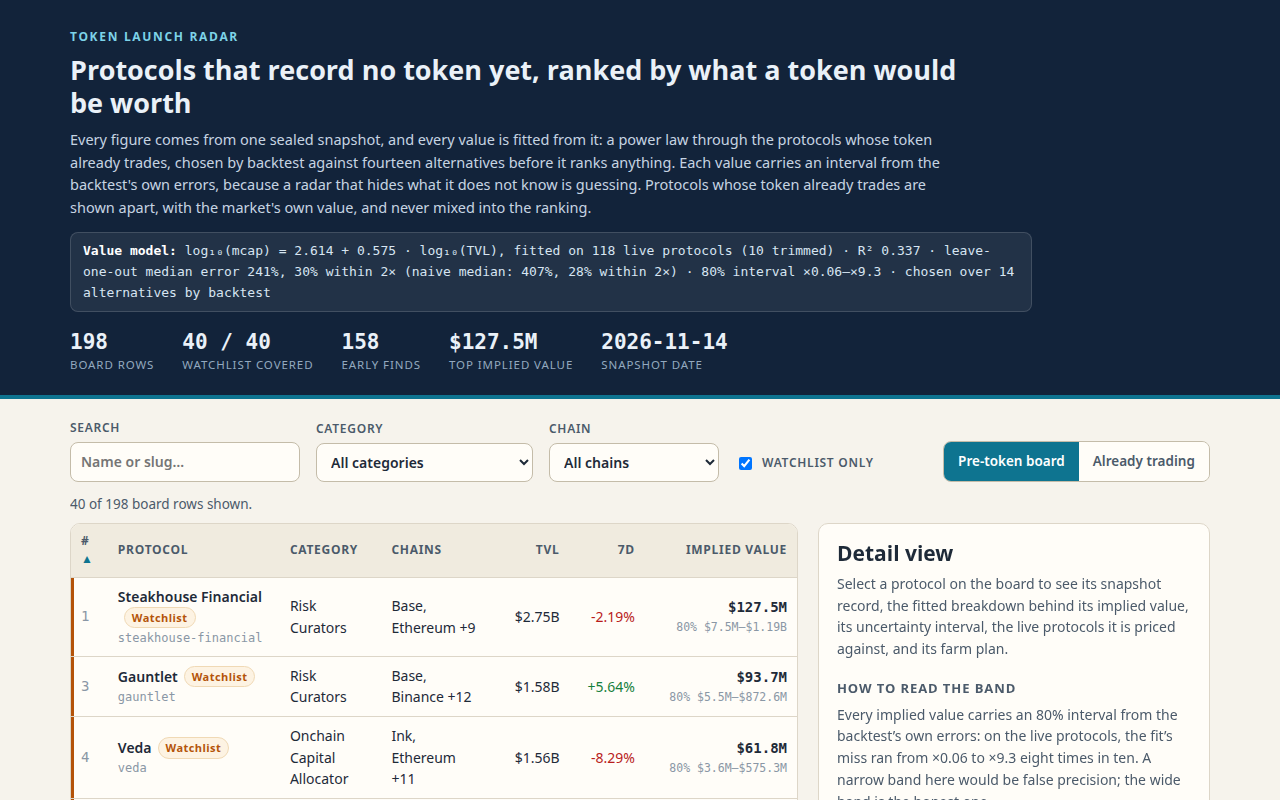 TOKEN LAUNCH RADAR
Protocols that record no token yet, ranked by what a token would
be worth
Every figure comes from one sealed snapshot, and every value is fitted from it: a power law through the protocols whose token
already trades, chosen by backtest against fourteen alternatives before it ranks anything. Each value carries an interval from the
backtest's own errors, because a radar that hides what it does not know is guessing. Protocols whose token already trades are
shown apart, with the market's own value, and never mixed into the ranking.
Value model: log₁₀(mcap) = 2.614 + 0.575 · log₁₀(TVL), fitted on 118 live protocols (10 trimmed) · R² 0.337 · leave-
one-out median error 241%, 30% within 2× (naive median: 407%, 28% within 2×) · 80% interval ×0.06–×9.3 · chosen over 14
alternatives by backtest
198 40 / 40 158 $127.5M 2026-11-14
BOARD ROWS WATCHLIST COVERED EARLY FINDS TOP IMPLIED VALUE SNAPSHOT DATE
SEARCH CATEGORY CHAIN
Name or slug... All categories All chains WATCHLIST ONLY Pre-token board Already trading
40 of 198 board rows shown.
# ▲ PROTOCOL CATEGORY CHAINS TVL 7D IMPLIED VALUE
1 Steakhouse Financial Watchlist
steakhouse-financial
Risk
Curators
Base,
Ethereum +9
$2.75B -2.19% $127.5M
80% $7.5M–$1.19B
3 Gauntlet Watchlist
gauntlet
Risk
Curators
Base,
Binance +12
$1.58B +5.64% $93.7M
80% $5.5M–$872.6M
4 Veda Watchlist
veda
Onchain
Capital
Allocator
Ink,
Ethereum
+11
$1.56B -8.29% $61.8M
80% $3.6M–$575.3M
Detail view
Select a protocol on the board to see its snapshot
record, the fitted breakdown behind its implied value,
its uncertainty interval, the live protocols it is priced
against, and its farm plan.
HOW TO READ THE BAND
Every implied value carries an 80% interval from the
backtest's own errors: on the live protocols, the fit's
miss ran from ×0.06 to ×9.3 eight times in ten. A
narrow band here would be false precision; the wide
band is the honest one.